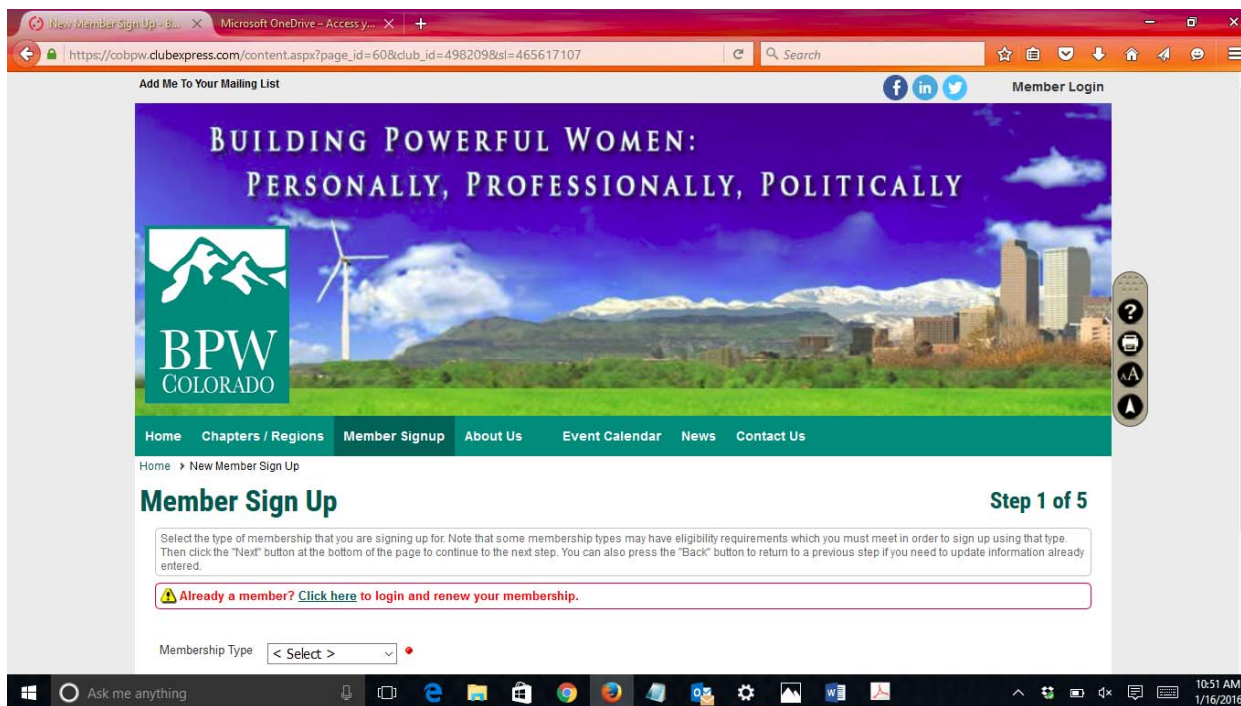 New Member Sign Up - B...
Microsoft OneDrive - Access y...
https://cobpw.clubexpress.com/content.aspx?page_id=60&club_id=498209&sl=465617107
Search
Add Me To Your Mailing List
Member Login
BUILDING POWERFUL WOMEN:
PERSONALLY, PROFESSIONALLY, POLITICALLY
BPW
COLORADO
Home Chapters / Regions Member Signup About Us Event Calendar News Contact Us
Home New Member Sign Up
Member Sign Up
Step 1 of 5
Select the type of membership that you are signing up for. Note that some membership types may have eligibility requirements which you must meet in order to sign up using that type.
Then click the "Next" button at the bottom of the page to continue to the next step. You can also press the "Back" button to return to a previous step if you need to update information already
entered.
Already a member? Click here to login and renew your membership.
Membership Type < Select >
Ask me anything
10:51 AM
1/16/2016